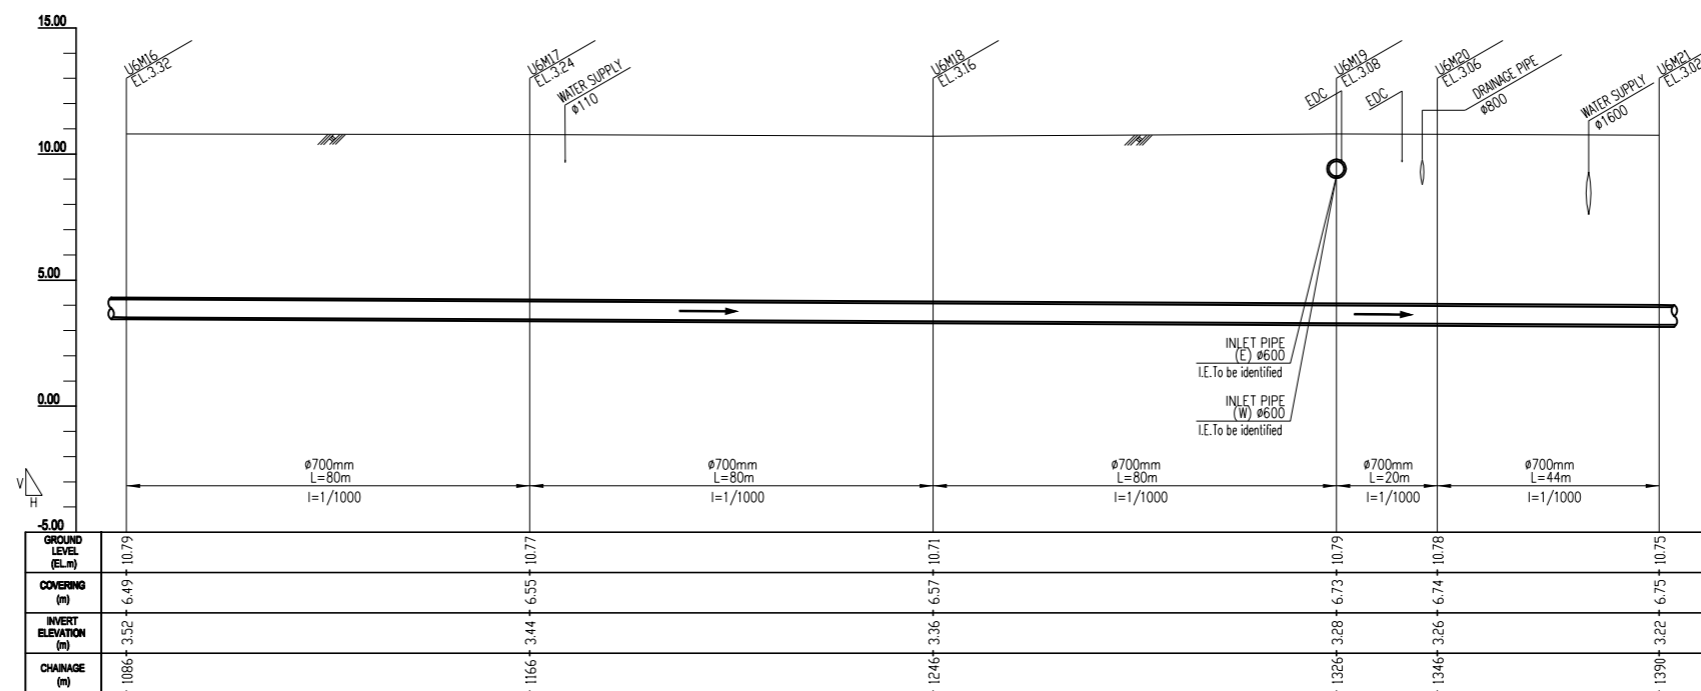 15.00
10.00
5.00
0.00
-5.00
U6M16
EL.3.32
U6M17
EL.3.24
WATER SUPPLY
ø110
U6M18
EL.3.16
EDC
U6M19
EL.3.08
EDC
U6M20
EL.3.06
DRAINAGE PIPE
ø800
WATER SUPPLY
ø1600
U6M21
EL.3.02
INLET PIPE
(E) ø600
I.E.To be identified
INLET PIPE
(W) ø600
I.E.To be identified
V
H
ø700mm
L=80m
I=1/1000
ø700mm
L=80m
I=1/1000
ø700mm
L=80m
I=1/1000
ø700mm
L=20m
I=1/1000
ø700mm
L=44m
I=1/1000
GROUND
LEVEL
(EL.m)
10.79 10.77 10.71 10.79 10.78 10.75
COVERING
(m)
6.49 6.55 6.57 6.73 6.74 6.75
INVERT
ELEVATION
(m)
3.52 3.44 3.36 3.28 3.26 3.22
CHAINAGE
(m)
1086 1166 1246 1326 1346 1390